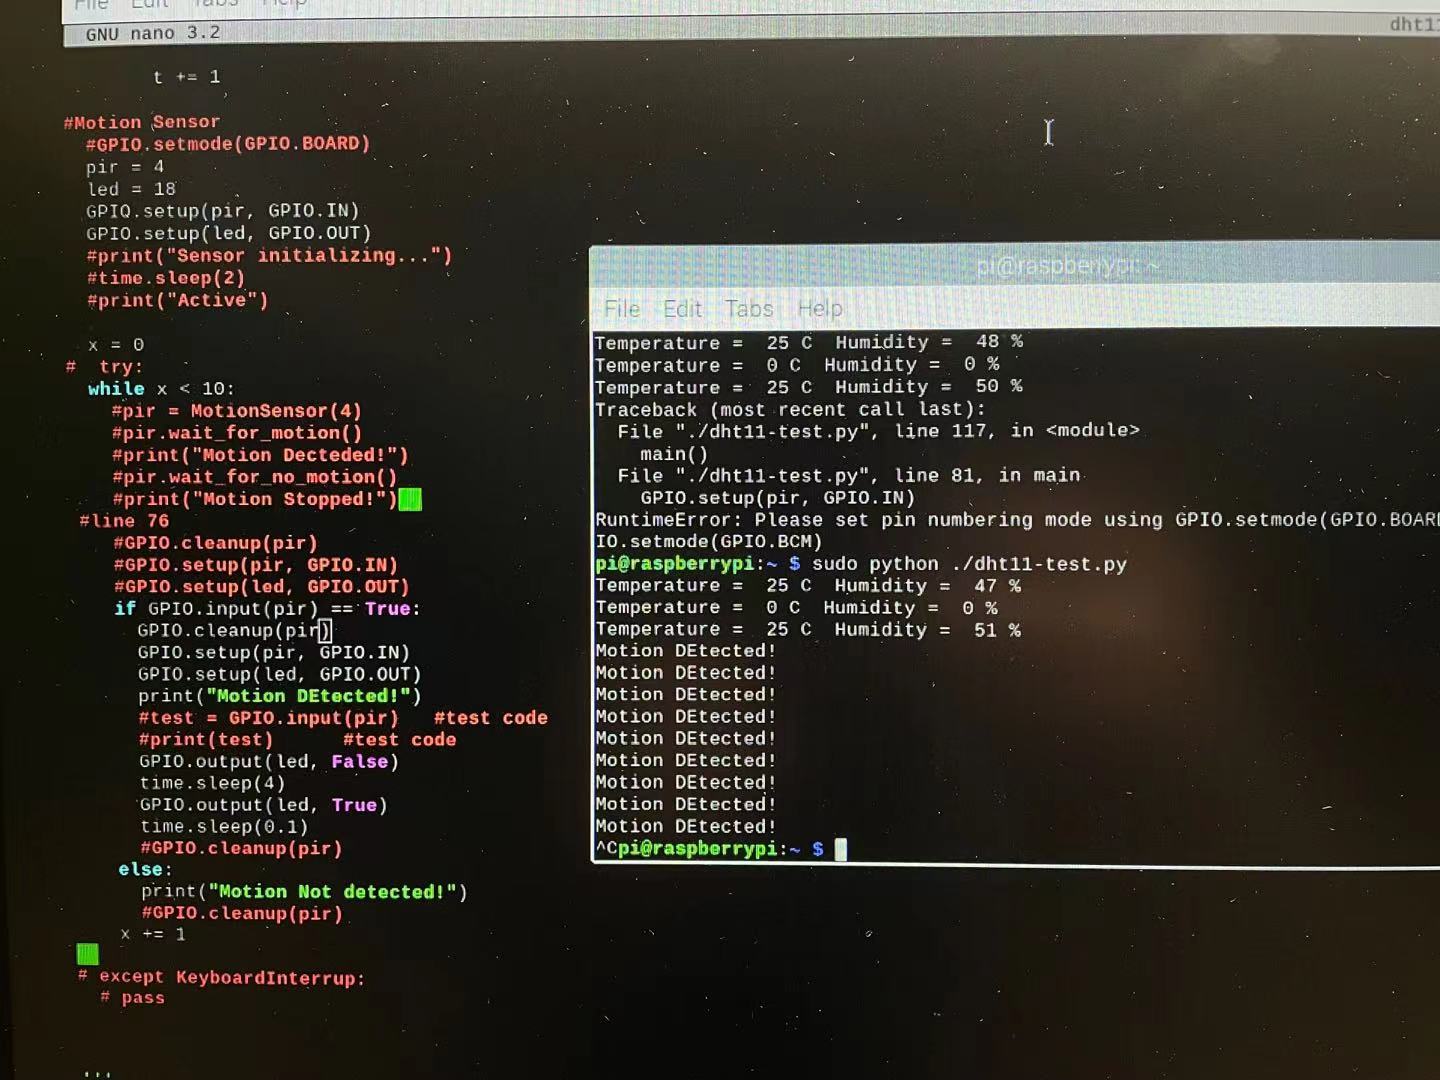 File Edit Tabs Help
GNU nano 3.2
dht11
t += 1
#Motion Sensor
#GPIO.setmode(GPIO.BOARD)
pir = 4
led = 18
GPIO.setup(pir, GPIO.IN)
GPIO.setup(led, GPIO.OUT)
#print("Sensor initializing...")
#time.sleep(2)
#print("Active")
x = 0
# try:
while x < 10:
#pir = MotionSensor(4)
#pir.wait_for_motion()
#print("Motion Decteded!")
#pir.wait_for_no_motion()
#print("Motion Stopped!")
#line 76
#GPIO.cleanup(pir)
#GPIO.setup(pir, GPIO.IN)
#GPIO.setup(led, GPIO.OUT)
if GPIO.input(pir) == True:
GPIO.cleanup(pir)
GPIO.setup(pir, GPIO.IN)
GPIO.setup(led, GPIO.OUT)
print("Motion DEtected!")
#test = GPIO.input(pir) #test code
#print(test) #test code
GPIO.output(led, False)
time.sleep(4)
GPIO.output(led, True)
time.sleep(0.1)
#GPIO.cleanup(pir)
else:
print("Motion Not detected!")
#GPIO.cleanup(pir)
x += 1
# except KeyboardInterrup:
# pass
'''
pi@raspberrypi: ~
File Edit Tabs Help
Temperature = 25 C Humidity = 48 %
Temperature = 0 C Humidity = 0 %
Temperature = 25 C Humidity = 50 %
Traceback (most recent call last):
File "./dht11-test.py", line 117, in <module>
main()
File "./dht11-test.py", line 81, in main
GPIO.setup(pir, GPIO.IN)
RuntimeError: Please set pin numbering mode using GPIO.setmode(GPIO.BOARD
IO.setmode(GPIO.BCM)
pi@raspberrypi:~ $ sudo python ./dht11-test.py
Temperature = 25 C Humidity = 47 %
Temperature = 0 C Humidity = 0 %
Temperature = 25 C Humidity = 51 %
Motion DEtected!
Motion DEtected!
Motion DEtected!
Motion DEtected!
Motion DEtected!
Motion DEtected!
Motion DEtected!
Motion DEtected!
Motion DEtected!
^Cpi@raspberrypi:~ $